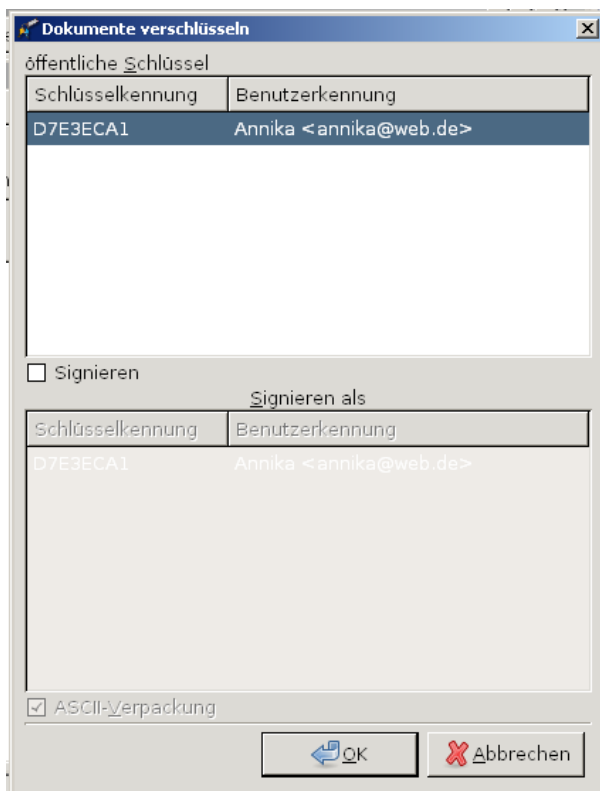 Dokumente verschlüsseln
öffentliche Schlüssel
Schlüsselkennung Benutzerkennung
D7E3ECA1 Annika <annika@web.de>
Signieren
Signieren als
Schlüsselkennung Benutzerkennung
D7E3ECA1 Annika <annika@web.de>
ASCII-Verpackung
OK Abbrechen